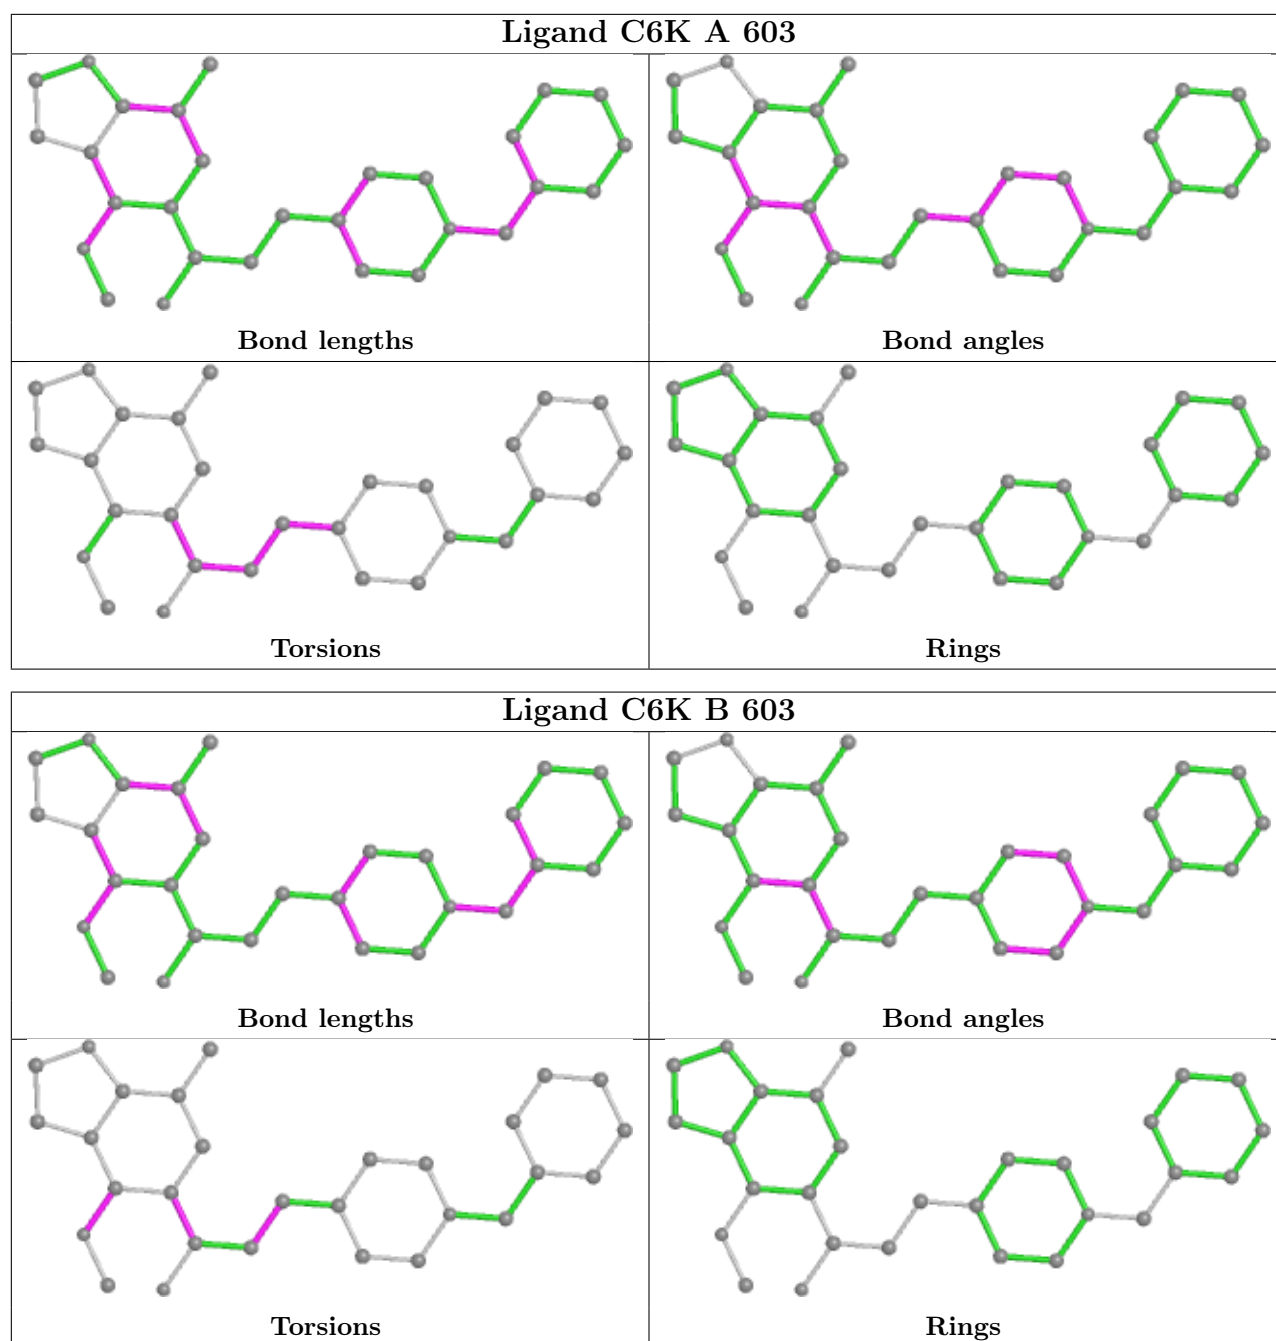 Ligand C6K A 603
Bond lengths
Bond angles
Torsions
Rings
Ligand C6K B 603
Bond lengths
Bond angles
Torsions
Rings